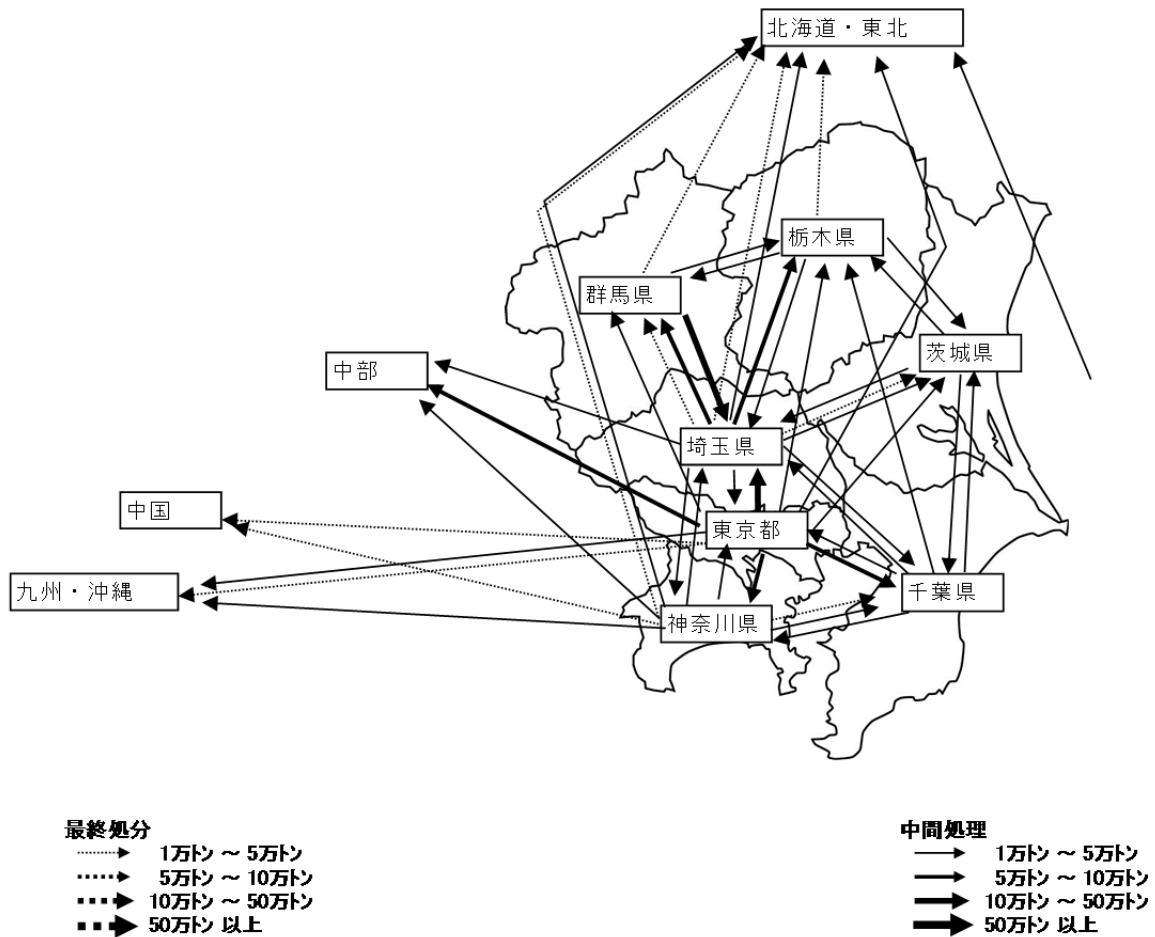 北海道・東北
栃木県
群馬県
茨城県
中部
埼玉県
中国
東京都
九州・沖縄
千葉県
神奈川県
最終処分
1万トン ～ 5万トン
5万トン ～ 10万トン
10万トン ～ 50万トン
50万トン 以上
中間処理
1万トン ～ 5万トン
5万トン ～ 10万トン
10万トン ～ 50万トン
50万トン 以上